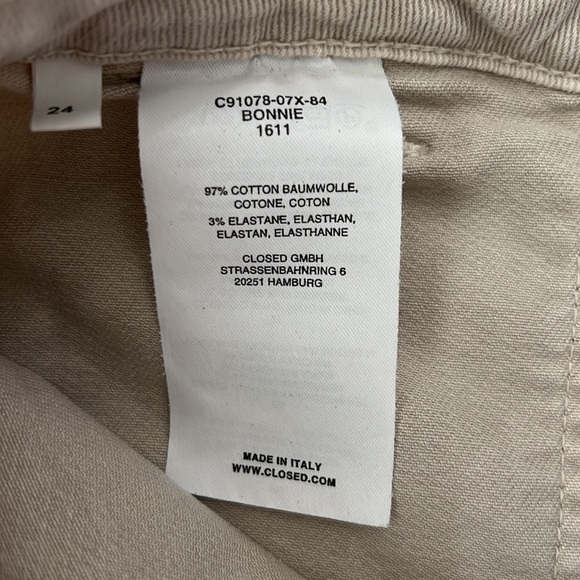 24
C91078-07X-84
BONNIE
1611
97% COTTON BAUMWOLLE,
COTONE, COTON
3% ELASTANE, ELASTHAN,
ELASTAN, ELASTHANNE
CLOSED GMBH
STRASSENBAHNRING 6
20251 HAMBURG
MADE IN ITALY
WWW.CLOSED.COM